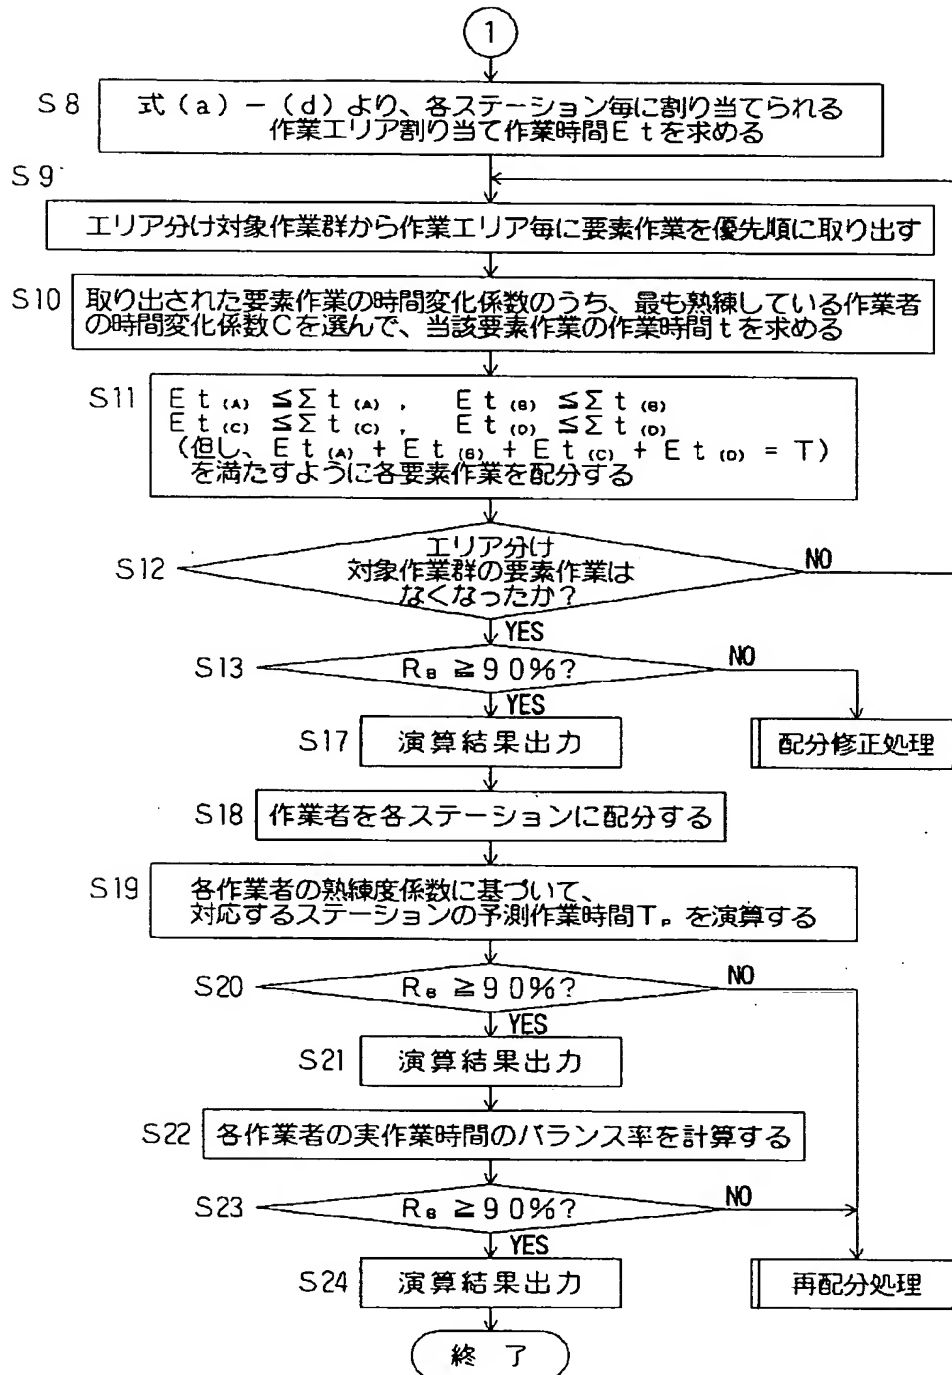 1
S8
式(a)-(d)より、各ステーション毎に割り当てられる
作業エリア割り当て作業時間Etを求める
S9
エリア分け対象作業群から作業エリア毎に要素作業を優先順に取り出す
S10
取り出された要素作業の時間変化係数のうち、最も熟練している作業者
の時間変化係数Cを選んで、当該要素作業の作業時間tを求める
S11
Et(A) ≦Σt(A) , Et(B) ≦Σt(B)
Et(C) ≦Σt(C) , Et(D) ≦Σt(D)
(但し、Et(A) + Et(B) + Et(C) + Et(D) = T)
を満たすように各要素作業を配分する
S12
エリア分け
対象作業群の要素作業は
なくなったか?
NO
YES
S13
RB ≧90%?
NO
YES
S17
演算結果出力
配分修正処理
S18
作業者を各ステーションに配分する
S19
各作業者の熟練度係数に基づいて、
対応するステーションの予測作業時間TPを演算する
S20
RB ≧90%?
NO
YES
S21
演算結果出力
S22
各作業者の実作業時間のバランス率を計算する
S23
RB ≧90%?
NO
YES
S24
演算結果出力
再配分処理
終了